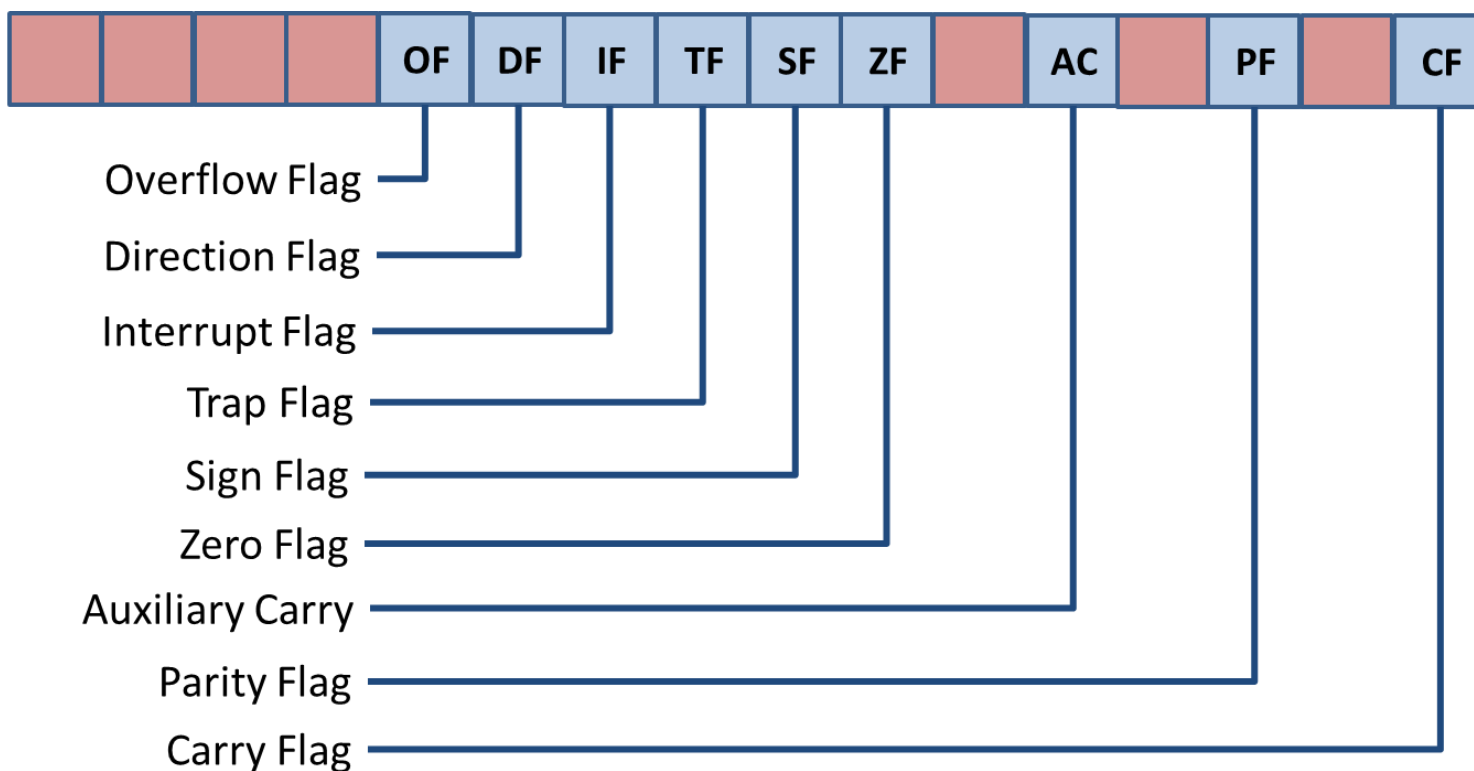 OF DF IF TF SF ZF AC PF CF
Overflow Flag
Direction Flag
Interrupt Flag
Trap Flag
Sign Flag
Zero Flag
Auxiliary Carry
Parity Flag
Carry Flag